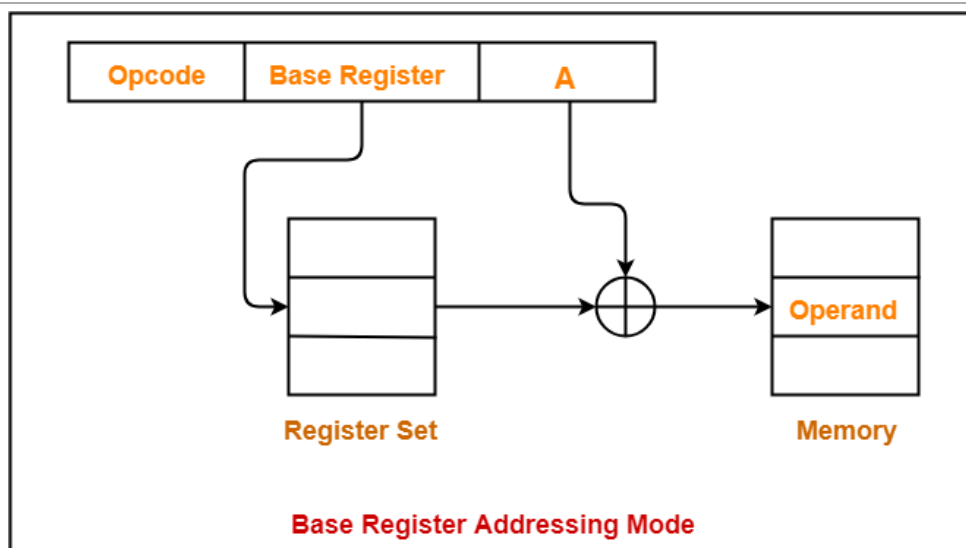 Opcode Base Register A
Operand
Register Set Memory
Base Register Addressing Mode